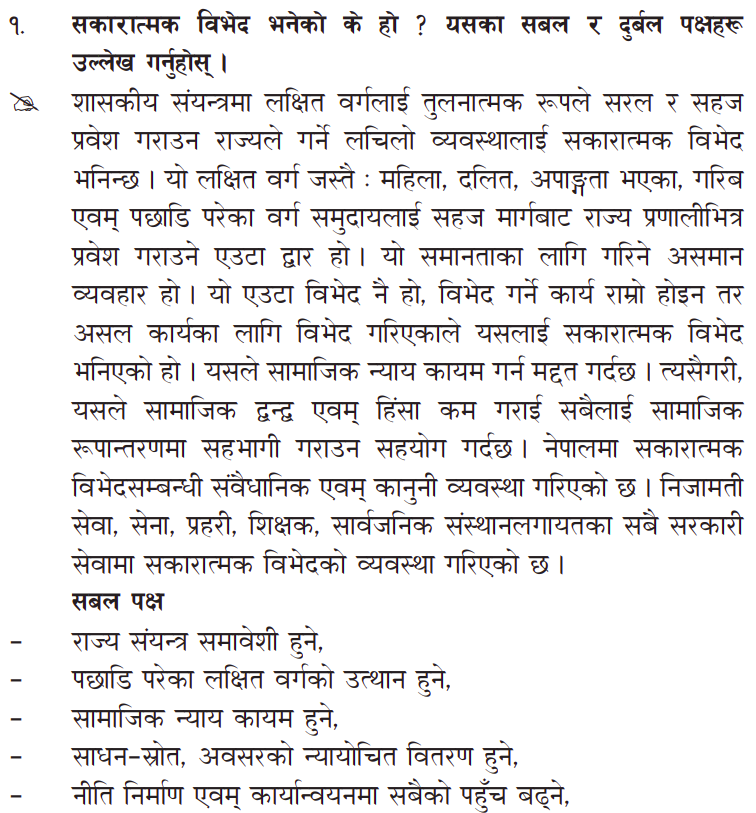 १. सकारात्मक विभेद भनेको के हो ? यसका सबल र दुर्बल पक्षहरू
उल्लेख गर्नुहोस् ।
शासकीय संयन्त्रमा लक्षित वर्गलाई तुलनात्मक रूपले सरल र सहज
प्रवेश गराउन राज्यले गर्ने लचिलो व्यवस्थालाई सकारात्मक विभेद
भनिन्छ । यो लक्षित वर्ग जस्तै : महिला, दलित, अपाङ्गता भएका, गरिब
एवम् पछाडि परेका वर्ग समुदायलाई सहज मार्गबाट राज्य प्रणालीभित्र
प्रवेश गराउने एउटा द्वार हो । यो समानताका लागि गरिने असमान
व्यवहार हो । यो एउटा विभेद नै हो, विभेद गर्ने कार्य राम्रो होइन तर
असल कार्यका लागि विभेद गरिएकाले यसलाई सकारात्मक विभेद
भनिएको हो । यसले सामाजिक न्याय कायम गर्न मद्दत गर्दछ । त्यसैगरी,
यसले सामाजिक द्वन्द्व एवम् हिंसा कम गराई सबैलाई सामाजिक
रूपान्तरणमा सहभागी गराउन सहयोग गर्दछ । नेपालमा सकारात्मक
विभेदसम्बन्धी संवैधानिक एवम् कानुनी व्यवस्था गरिएको छ । निजामती
सेवा, सेना, प्रहरी, शिक्षक, सार्वजनिक संस्थानलगायतका सबै सरकारी
सेवामा सकारात्मक विभेदको व्यवस्था गरिएको छ ।
सबल पक्ष
– राज्य संयन्त्र समावेशी हुने,
– पछाडि परेका लक्षित वर्गको उत्थान हुने,
– सामाजिक न्याय कायम हुने,
– साधन-स्रोत, अवसरको न्यायोचित वितरण हुने,
– नीति निर्माण एवम् कार्यान्वयनमा सबैको पहुँच बढ्ने,